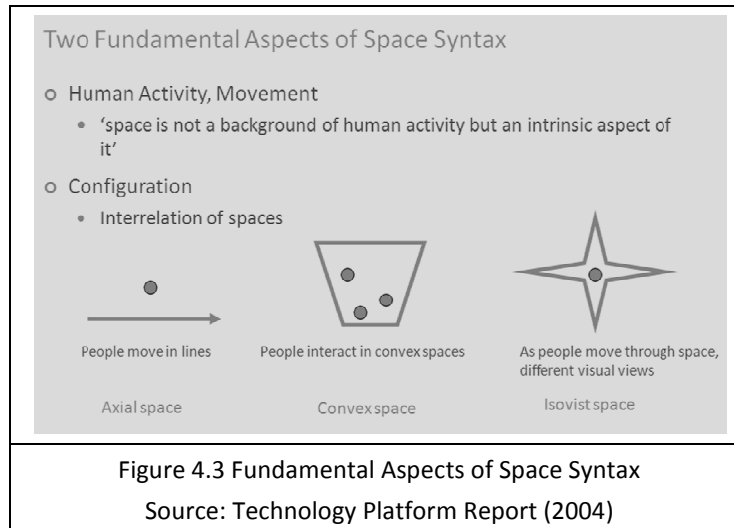 Two Fundamental Aspects of Space Syntax
Human Activity, Movement
'space is not a background of human activity but an intrinsic aspect of
it'
Configuration
Interrelation of spaces
People move in lines
People interact in convex spaces
As people move through space,
different visual views
Axial space
Convex space
Isovist space
Figure 4.3 Fundamental Aspects of Space Syntax
Source: Technology Platform Report (2004)